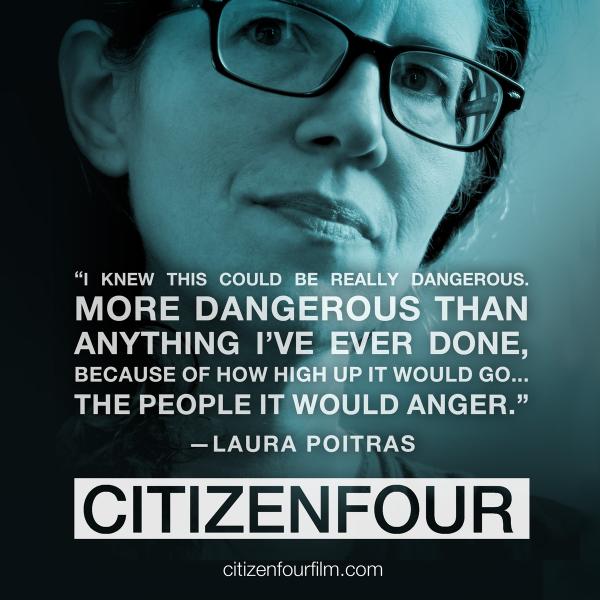 “I KNEW THIS COULD BE REALLY DANGEROUS.
MORE DANGEROUS THAN
ANYTHING I’VE EVER DONE,
BECAUSE OF HOW HIGH UP IT WOULD GO...
THE PEOPLE IT WOULD ANGER.”
—LAURA POITRAS
CITIZENFOUR
citizenfourfilm.com